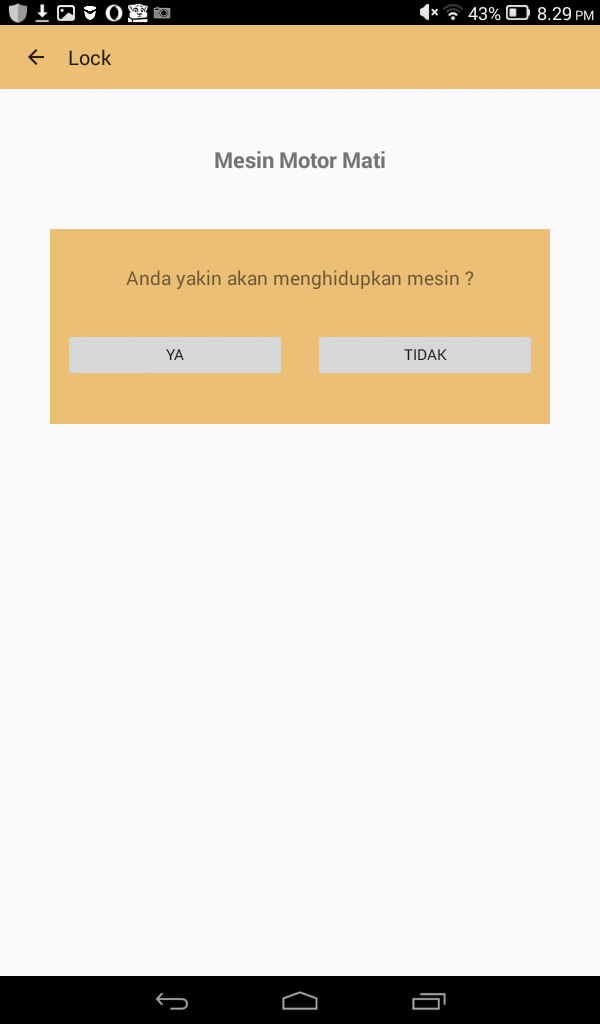 43% 8.29 PM
Lock
Mesin Motor Mati
Anda yakin akan menghidupkan mesin ?
YA TIDAK